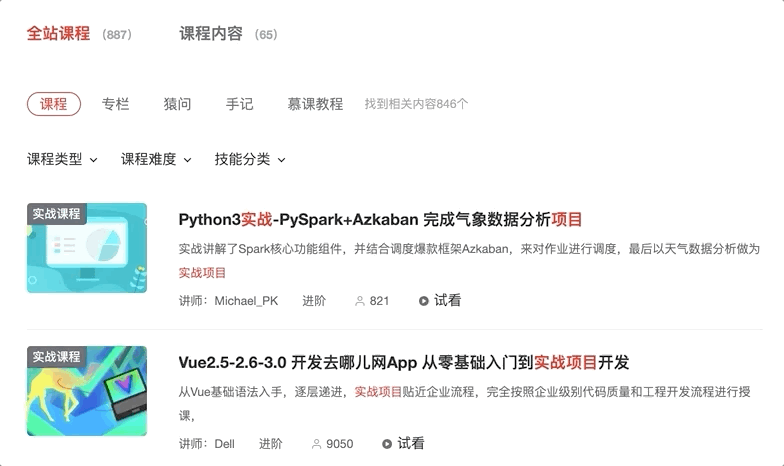 全站课程 （887） 课程内容 （65）
课程 专栏 猿问 手记 慕课教程 找到相关内容846个
课程类型 课程难度 技能分类
实战课程
Python3实战-PySpark+Azkaban 完成气象数据分析项目
实战讲解了Spark核心功能组件，并结合调度爆款框架Azkaban，来对作业进行调度，最后以天气数据分析做为
实战项目
讲师：Michael_PK 进阶 821 试看
实战课程
Vue2.5-2.6-3.0 开发去哪儿网App 从零基础入门到实战项目开发
从Vue基础语法入手，逐层递进，实战项目贴近企业流程，完全按照企业级别代码质量和工程开发流程进行授
课，
讲师：Dell 进阶 9050 试看